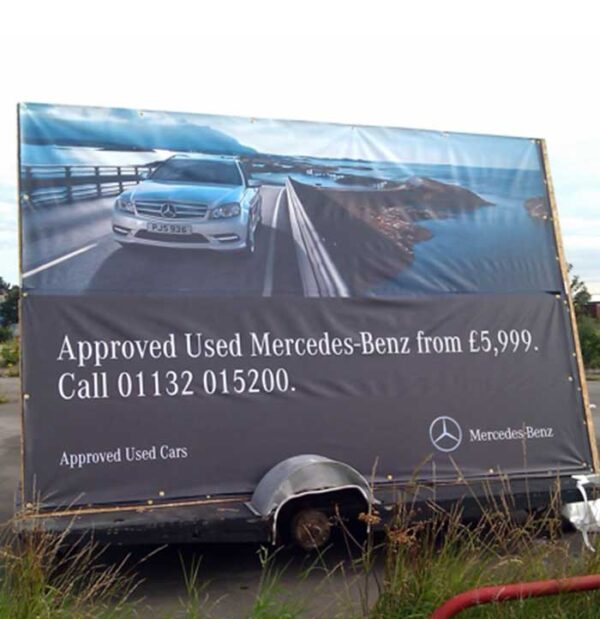 PJS 936
Approved Used Mercedes-Benz from £5,999.
Call 01132 015200.
Approved Used Cars
Mercedes-Benz